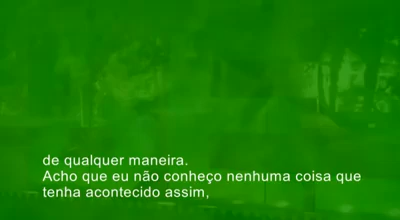 de qualquer maneira.
Acho que eu não conheço nenhuma coisa que
tenha acontecido assim,